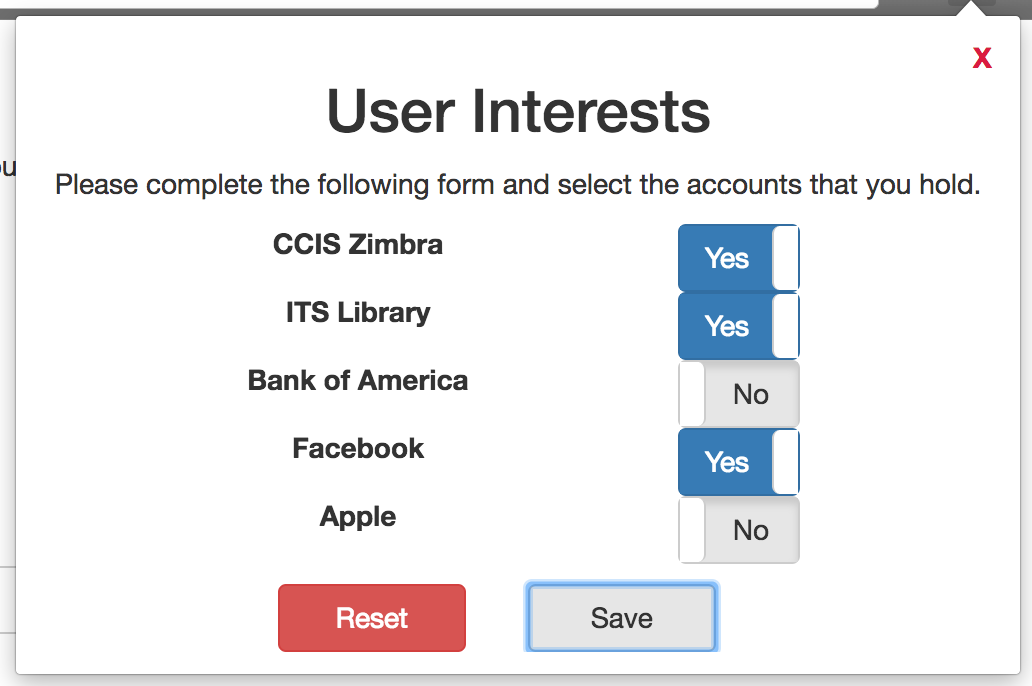 X
User Interests
Please complete the following form and select the accounts that you hold.
CCIS Zimbra Yes
ITS Library Yes
Bank of America No
Facebook Yes
Apple No
Reset Save